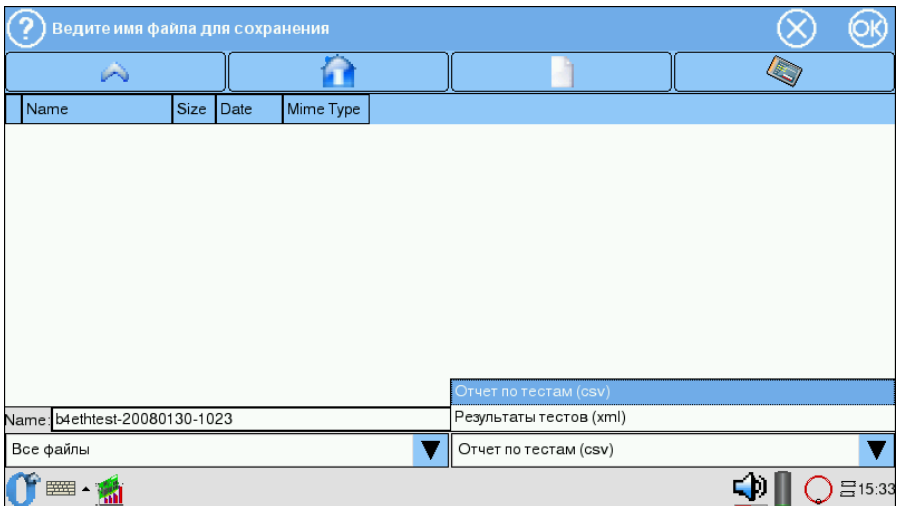 ? Ведите имя файла для сохранения OK
Name Size Date Mime Type
Отчет по тестам (csv)
Результаты тестов (xml)
Name: b4ethtest-20080130-1023
Все файлы
Отчет по тестам (csv)
15:33